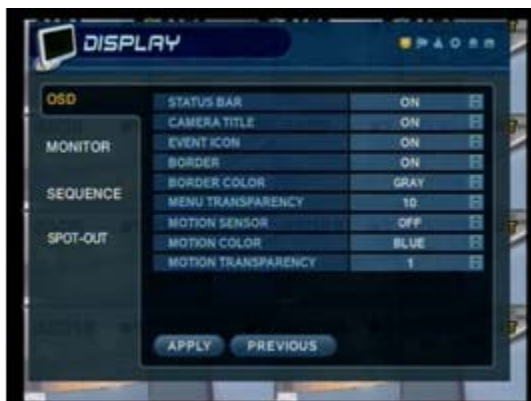 DISPLAY
OSD
MONITOR
SEQUENCE
SPOT-OUT
STATUS BAR ON
CAMERA TITLE ON
EVENT ICON ON
BORDER ON
BORDER COLOR GRAY
MENU TRANSPARENCY 10
MOTION SENSOR OFF
MOTION COLOR BLUE
MOTION TRANSPARENCY 1
APPLY PREVIOUS